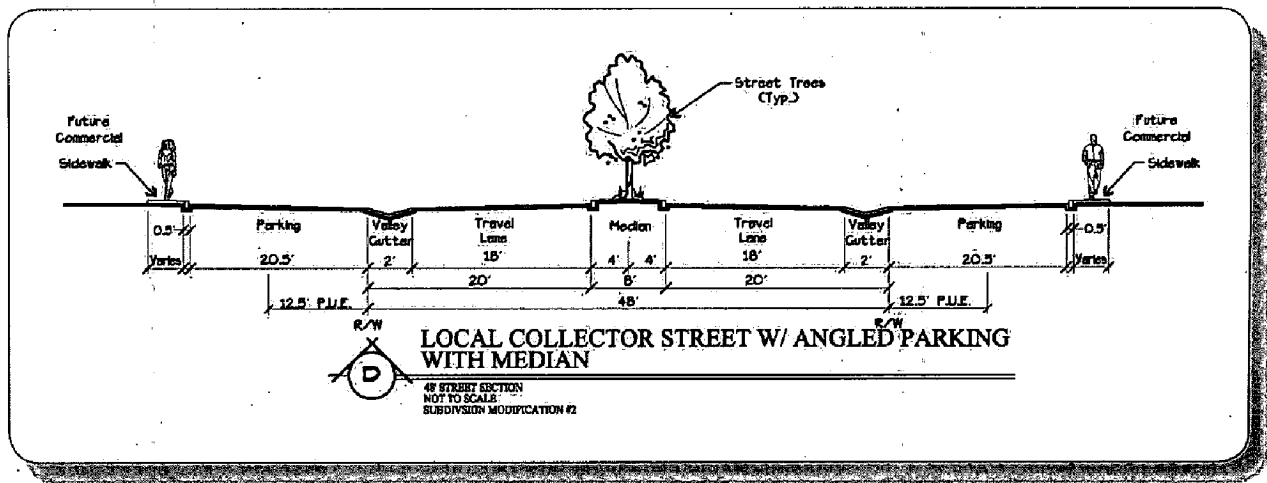 Street Trees
(Typ.)
Future
Commercial
Sidewalk
Future
Commercial
Sidewalk
0.5'
Parking
Valley
Gutter
Travel
Lane
Median
Travel
Lane
Valley
Gutter
Parking
0.5'
Varies
20.5'
2'
18'
4'
4'
18'
2'
20.5'
Varies
20'
8'
20'
12.5' P.U.E.
48'
12.5' P.U.E.
R/W
R/W
LOCAL COLLECTOR STREET W/ ANGLED PARKING
WITH MEDIAN
D
48' STREET SECTION
NOT TO SCALE
SUBDIVSION MODIFICATION #2